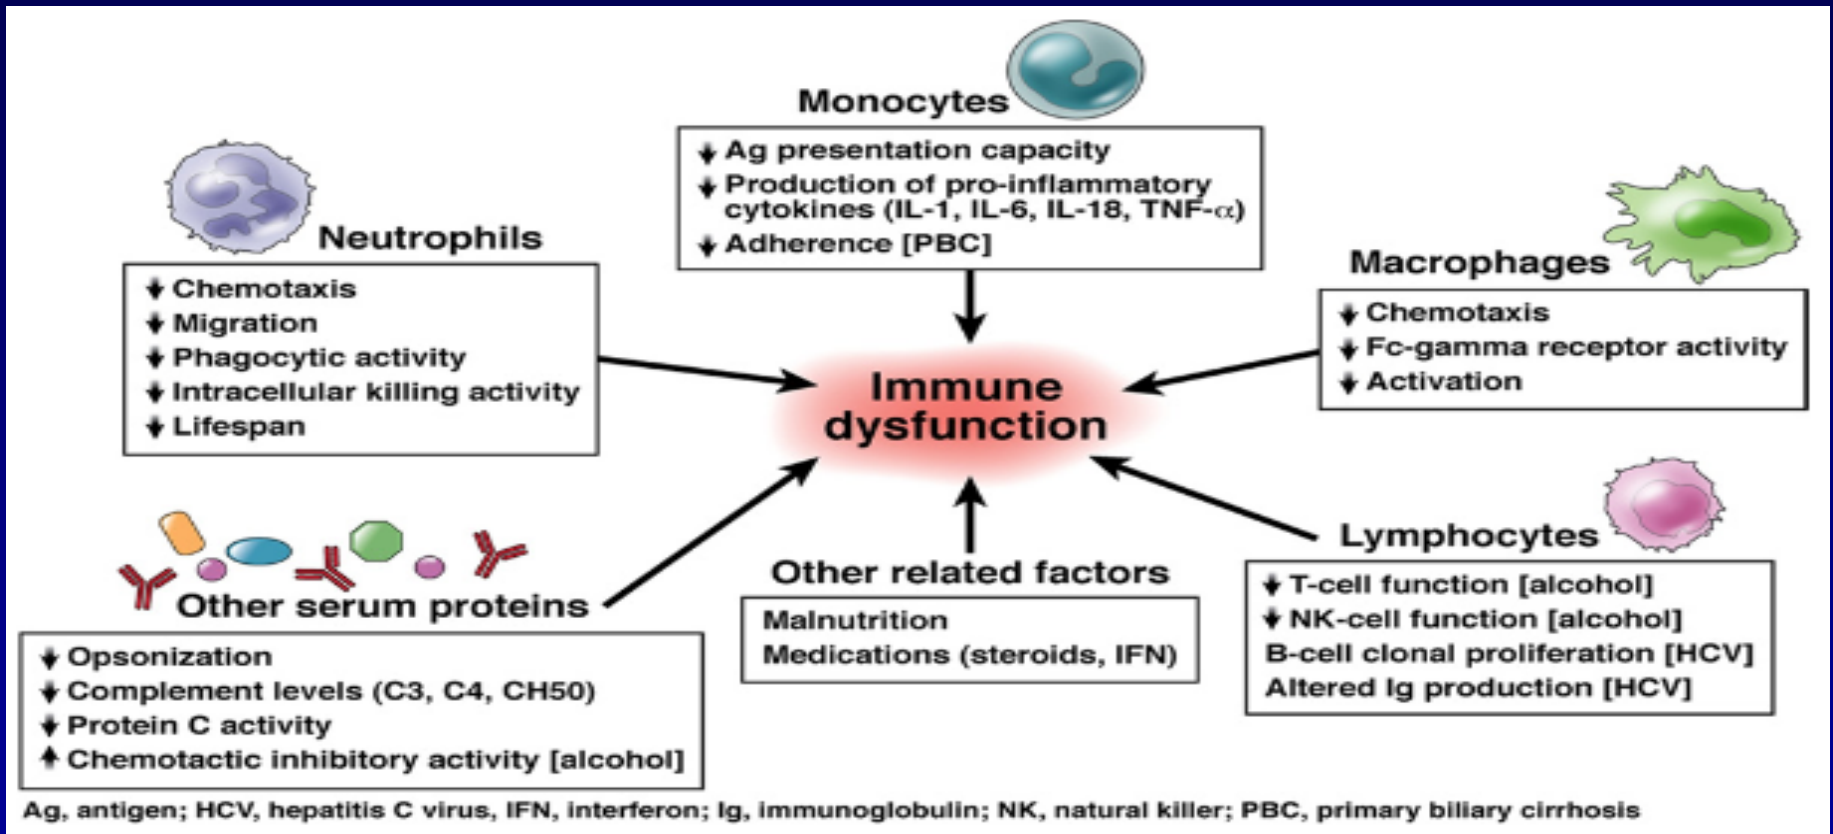 Monocytes
↓ Ag presentation capacity
↓ Production of pro-inflammatory
cytokines (IL-1, IL-6, IL-18, TNF-α)
↓ Adherence [PBC]
Neutrophils
↓ Chemotaxis
↓ Migration
↓ Phagocytic activity
↓ Intracellular killing activity
↓ Lifespan
Macrophages
↓ Chemotaxis
↓ Fc-gamma receptor activity
↓ Activation
Immune
dysfunction
Other serum proteins
↓ Opsonization
↓ Complement levels (C3, C4, CH50)
↓ Protein C activity
↑ Chemotactic inhibitory activity [alcohol]
Other related factors
Malnutrition
Medications (steroids, IFN)
Lymphocytes
↓ T-cell function [alcohol]
↓ NK-cell function [alcohol]
B-cell clonal proliferation [HCV]
Altered Ig production [HCV]
Ag, antigen; HCV, hepatitis C virus, IFN, interferon; Ig, immunoglobulin; NK, natural killer; PBC, primary biliary cirrhosis